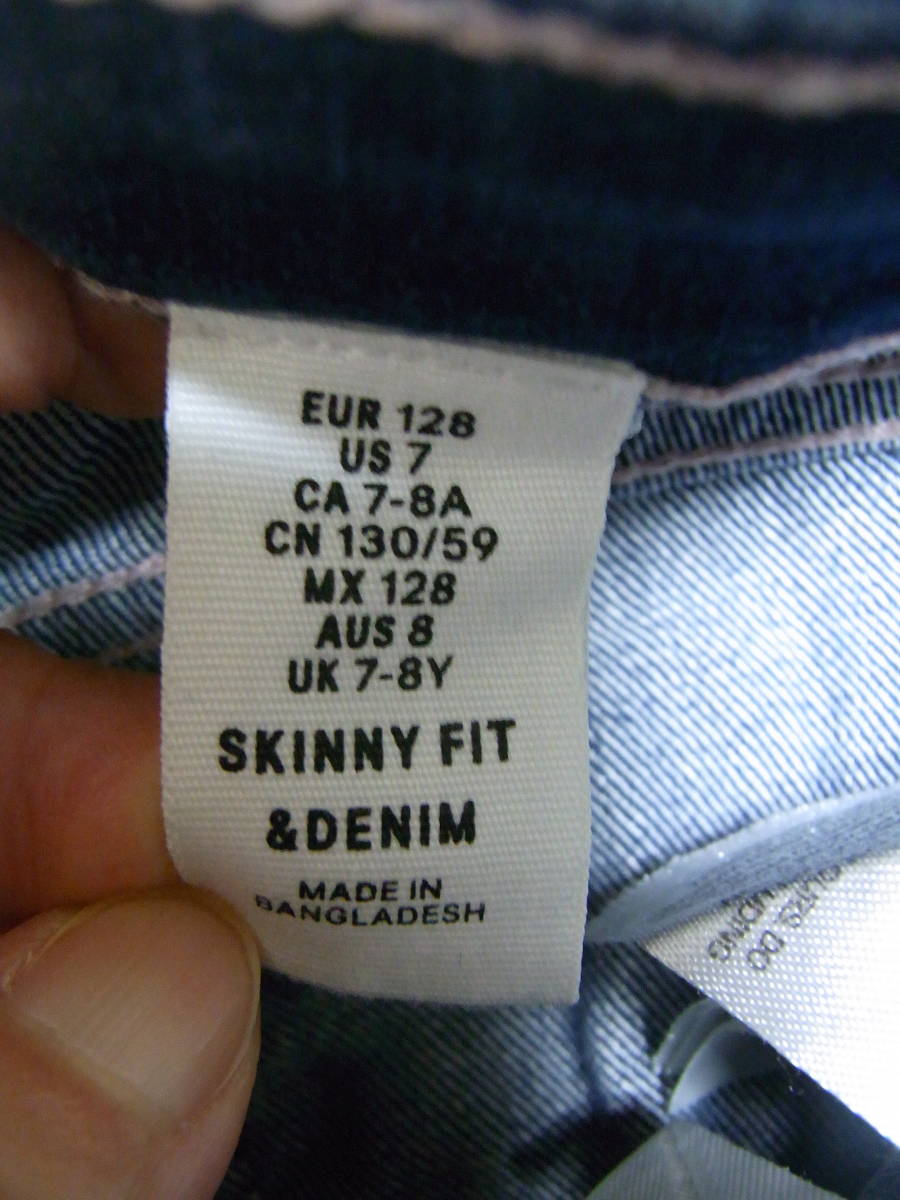 EUR 128
US 7
CA 7-8A
CN 130/59
MX 128
AUS 8
UK 7-8Y
SKINNY FIT
&DENIM
MADE IN
BANGLADESH
DO